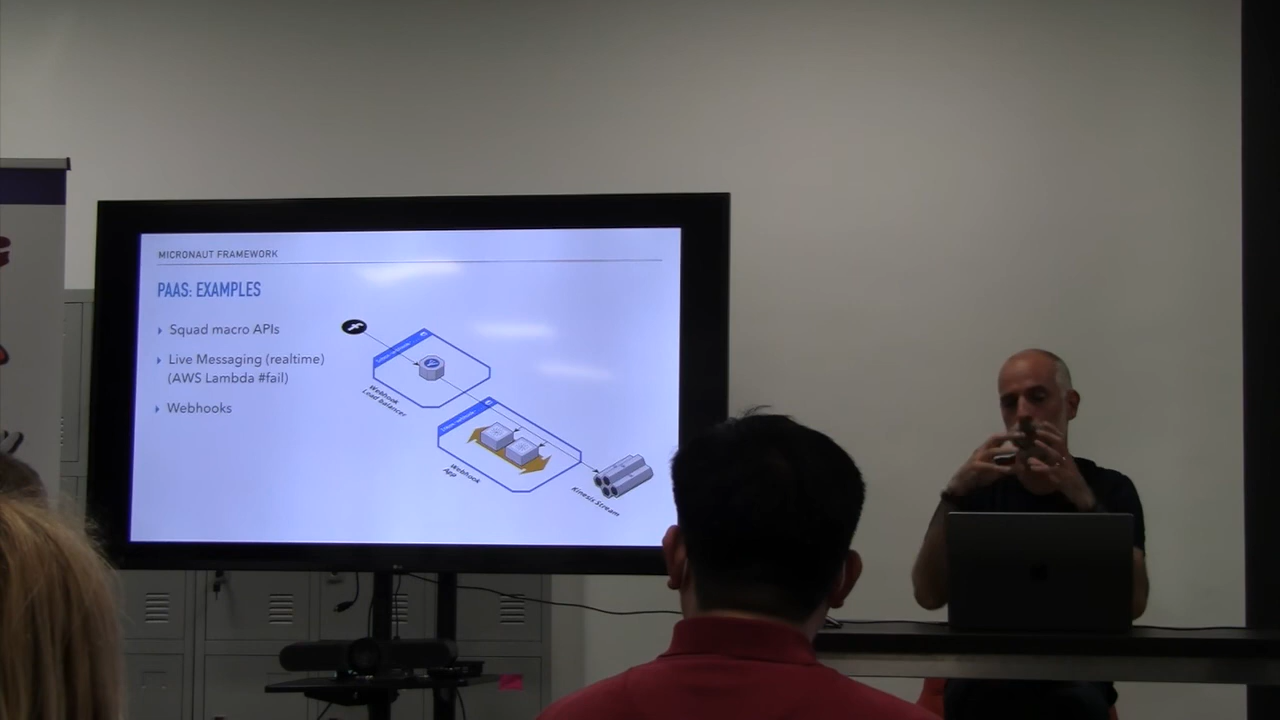 MICRONAUT FRAMEWORK
PAAS: EXAMPLES
Squad macro APIs
Live Messaging (realtime)
(AWS Lambda #fail)
Webhooks
Webhook
Load balancer
Webhook
App
Kinesis Stream